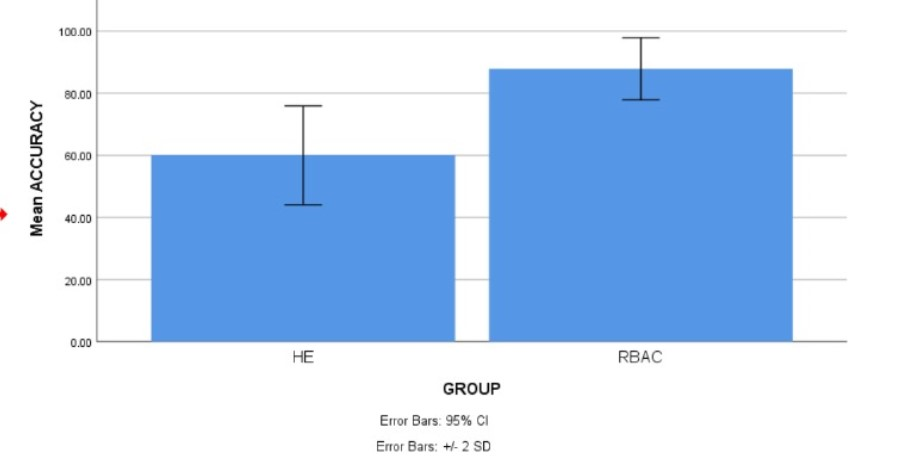 100.00
80.00
60.00
40.00
20.00
0.00
Mean ACCURACY
HE RBAC
GROUP
Error Bars: 95% CI
Error Bars: +/- 2 SD